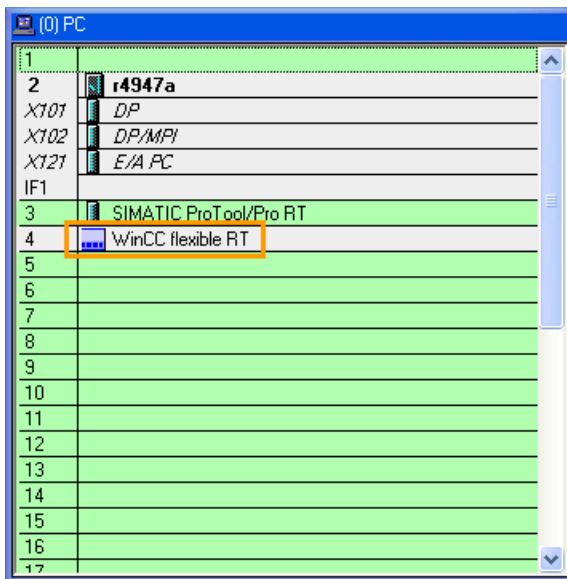 (0) PC
1
2 r4947a
X101 DP
X102 DP/MPI
X121 E/A PC
IF1
3 SIMATIC ProTool/Pro RT
4 WinCC flexible RT
5
6
7
8
9
10
11
12
13
14
15
16
17